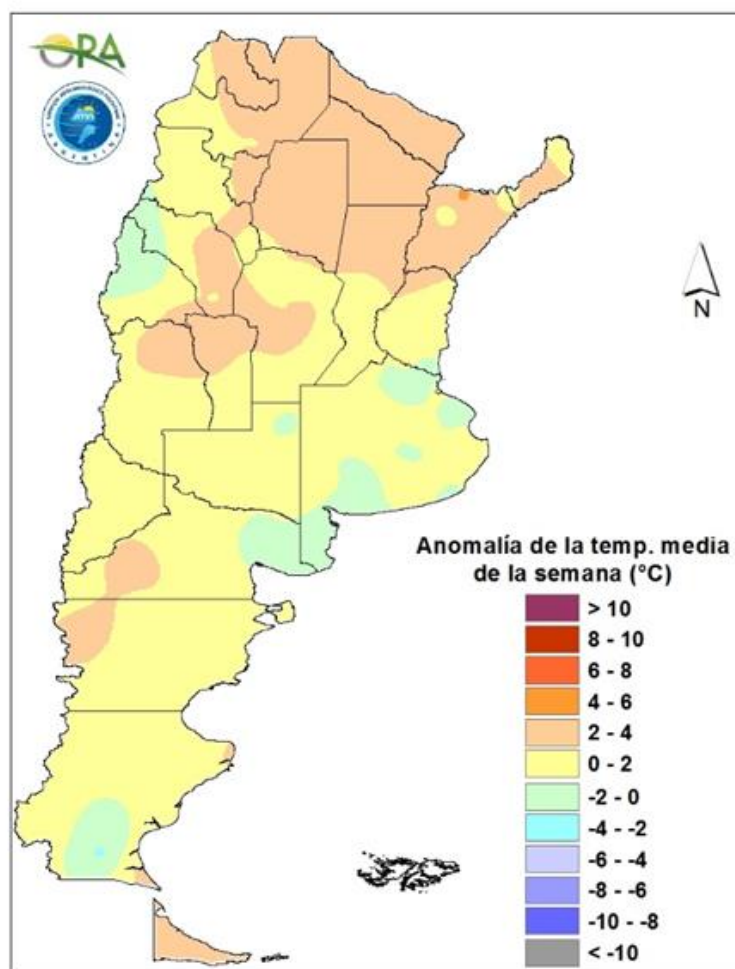 ORA
N
Anomalía de la temp. media
de la semana (°C)
> 10
8 - 10
6 - 8
4 - 6
2 - 4
0 - 2
-2 - 0
-4 - -2
-6 - -4
-8 - -6
-10 - -8
< -10